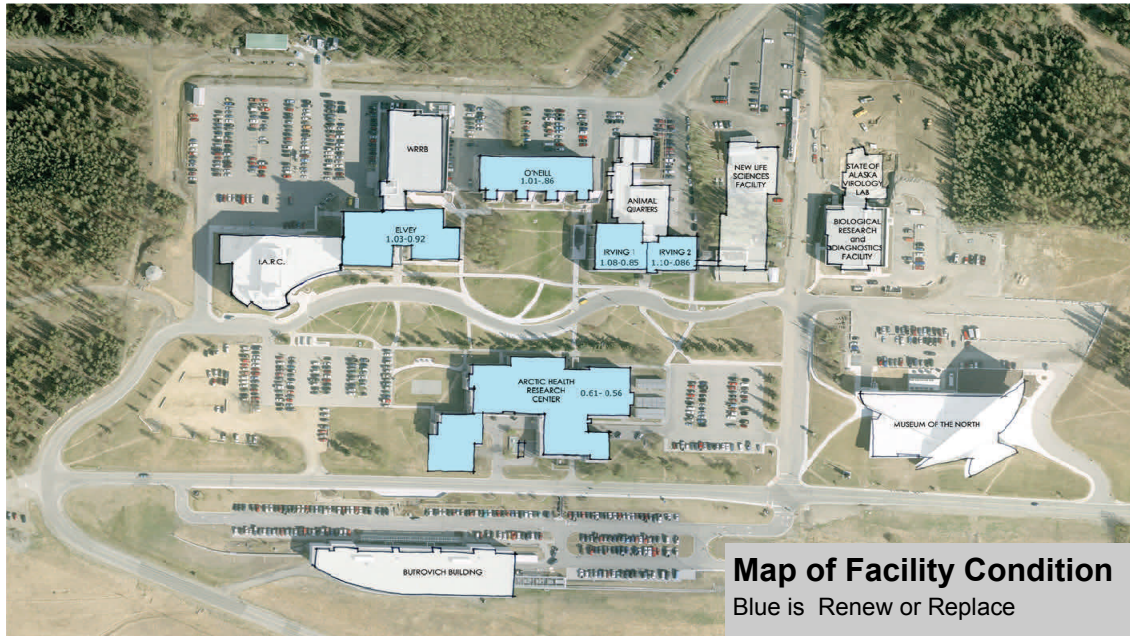 WRRB
O'NEILL
1.01-.86
NEW LIFE
SCIENCES
FACILITY
STATE OF
ALASKA
VIROLOGY
LAB
ANIMAL
QUARTERS
BIOLOGICAL
RESEARCH
and
DIAGNOSTICS
FACILITY
ELVEY
1.03-0.92
I.A.R.C.
IRVING 1
1.08-0.85
IRVING 2
1.10-.086
ARCTIC HEALTH
RESEARCH
CENTER
0.61- 0.56
MUSEUM OF THE NORTH
BUTROVICH BUILDING
Map of Facility Condition
Blue is Renew or Replace